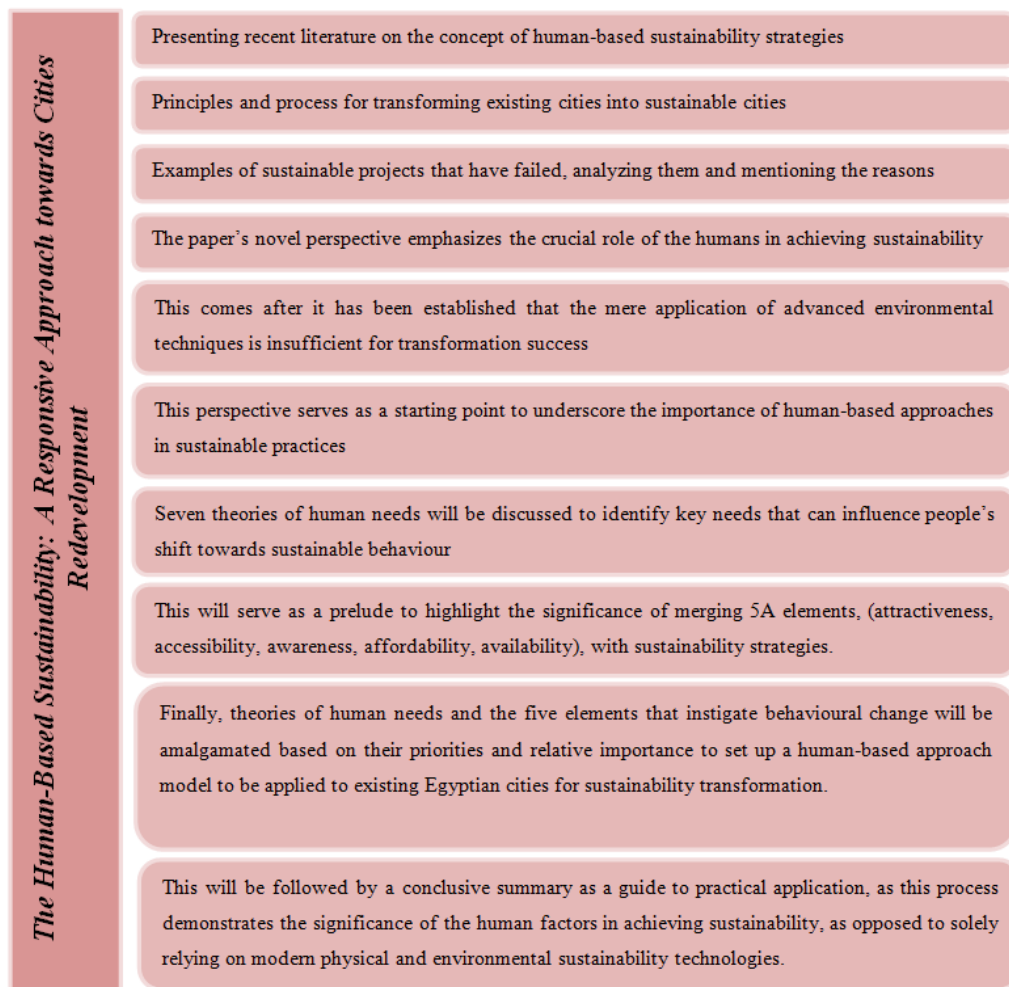 The Human-Based Sustainability: A Responsive Approach towards Cities
Redevelopment
Presenting recent literature on the concept of human-based sustainability strategies
Principles and process for transforming existing cities into sustainable cities
Examples of sustainable projects that have failed, analyzing them and mentioning the reasons
The paper's novel perspective emphasizes the crucial role of the humans in achieving sustainability
This comes after it has been established that the mere application of advanced environmental
techniques is insufficient for transformation success
This perspective serves as a starting point to underscore the importance of human-based approaches
in sustainable practices
Seven theories of human needs will be discussed to identify key needs that can influence people's
shift towards sustainable behaviour
This will serve as a prelude to highlight the significance of merging 5A elements, (attractiveness,
accessibility, awareness, affordability, availability), with sustainability strategies.
Finally, theories of human needs and the five elements that instigate behavioural change will be
amalgamated based on their priorities and relative importance to set up a human-based approach
model to be applied to existing Egyptian cities for sustainability transformation.
This will be followed by a conclusive summary as a guide to practical application, as this process
demonstrates the significance of the human factors in achieving sustainability, as opposed to solely
relying on modern physical and environmental sustainability technologies.